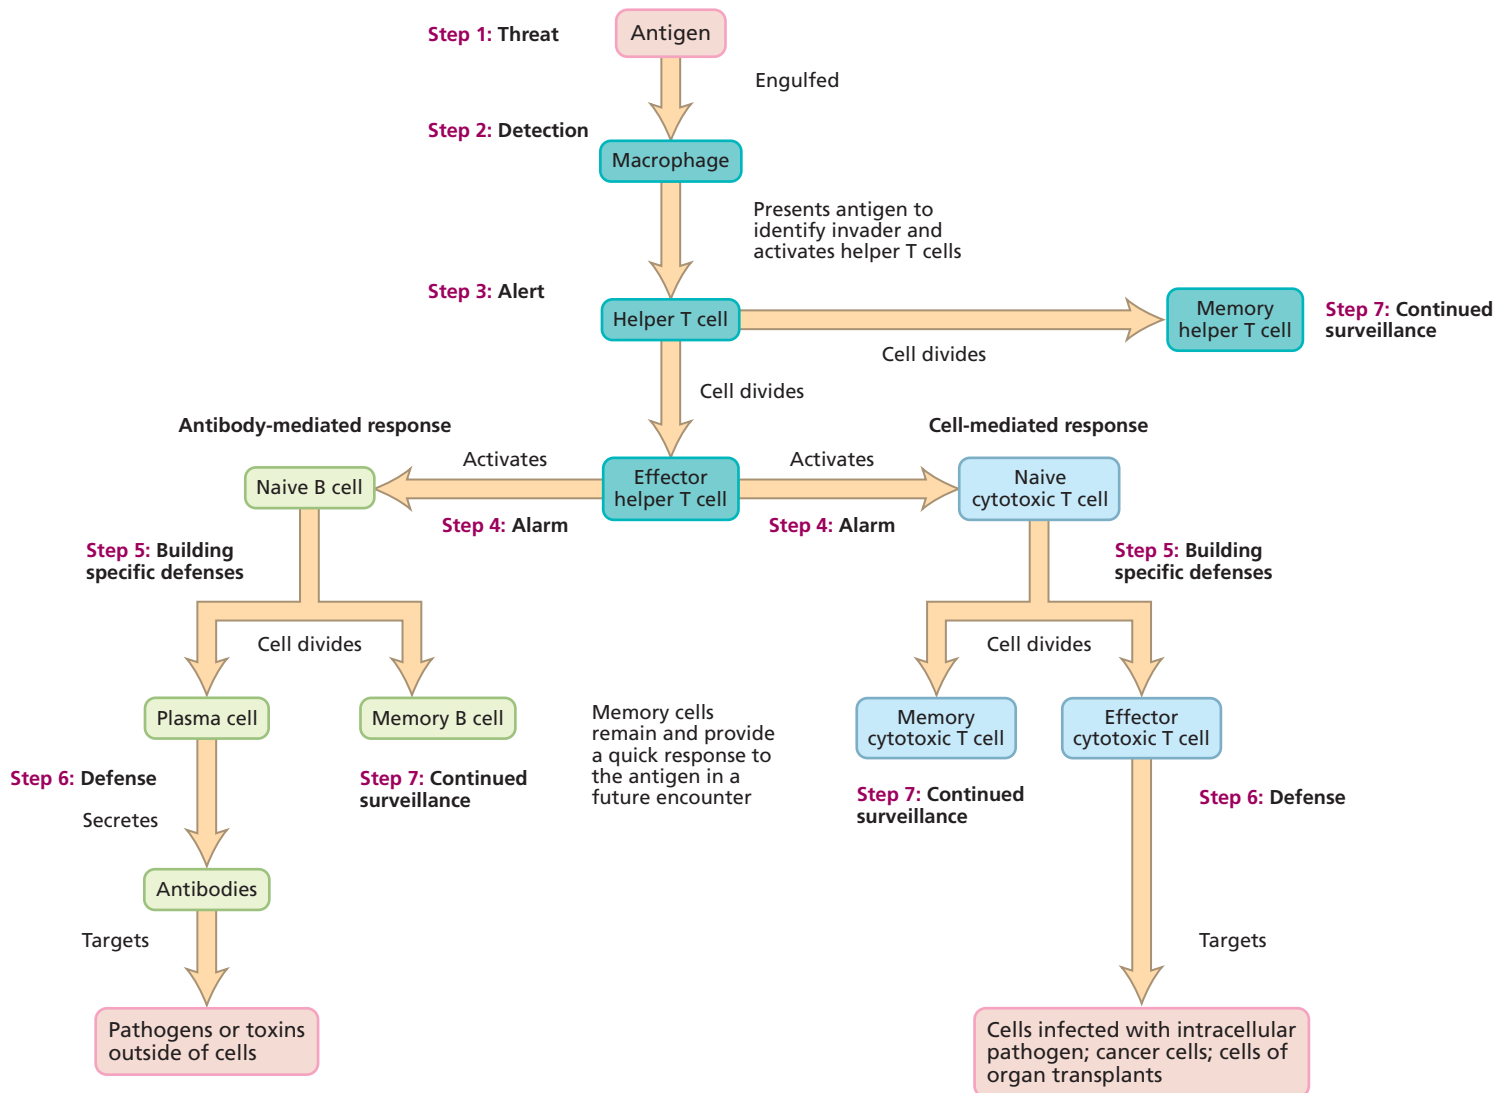 Step 1: Threat
Antigen
Engulfed
Step 2: Detection
Macrophage
Presents antigen to
identify invader and
activates helper T cells
Step 3: Alert
Helper T cell
Cell divides
Memory
helper T cell
Step 7: Continued
surveillance
Cell divides
Antibody-mediated response
Cell-mediated response
Naive B cell
Activates
Step 4: Alarm
Effector
helper T cell
Activates
Step 4: Alarm
Naive
cytotoxic T cell
Step 5: Building
specific defenses
Cell divides
Step 5: Building
specific defenses
Cell divides
Plasma cell
Memory B cell
Memory cells
remain and provide
a quick response to
the antigen in a
future encounter
Memory
cytotoxic T cell
Effector
cytotoxic T cell
Step 6: Defense
Step 7: Continued
surveillance
Step 7: Continued
surveillance
Step 6: Defense
Secretes
Antibodies
Targets
Targets
Pathogens or toxins
outside of cells
Cells infected with intracellular
pathogen; cancer cells; cells of
organ transplants